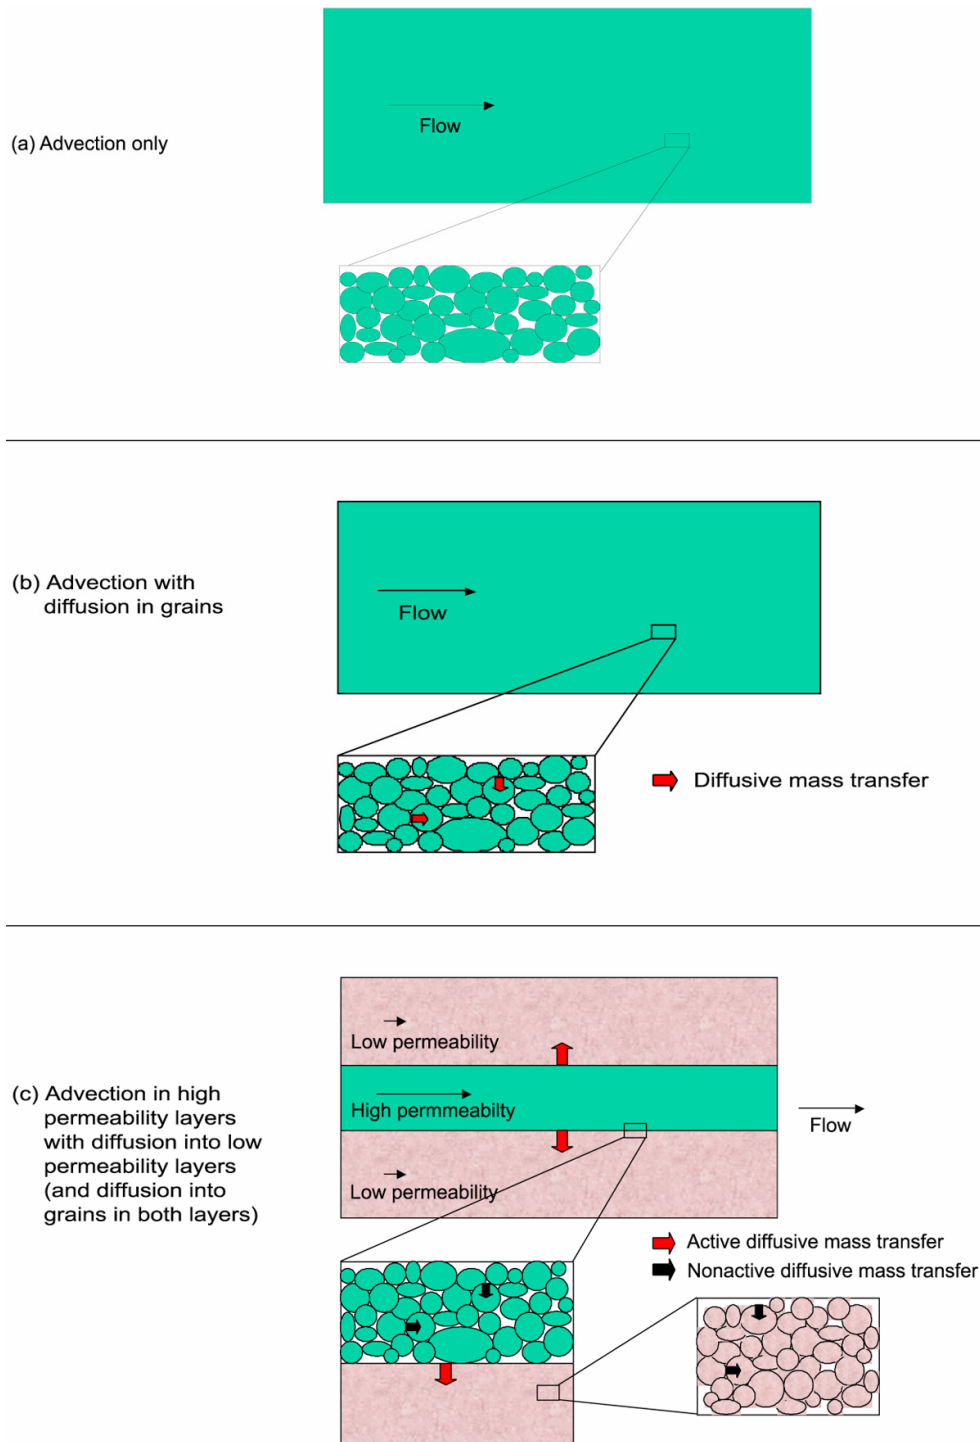 Flow
(a) Advection only
(b) Advection with
diffusion in grains
Flow
Diffusive mass transfer
Low permeability
(c) Advection in high
permeability layers
with diffusion into low
permeability layers
(and diffusion into
grains in both layers)
High permmeabilty
Flow
Low permeability
Active diffusive mass transfer
Nonactive diffusive mass transfer